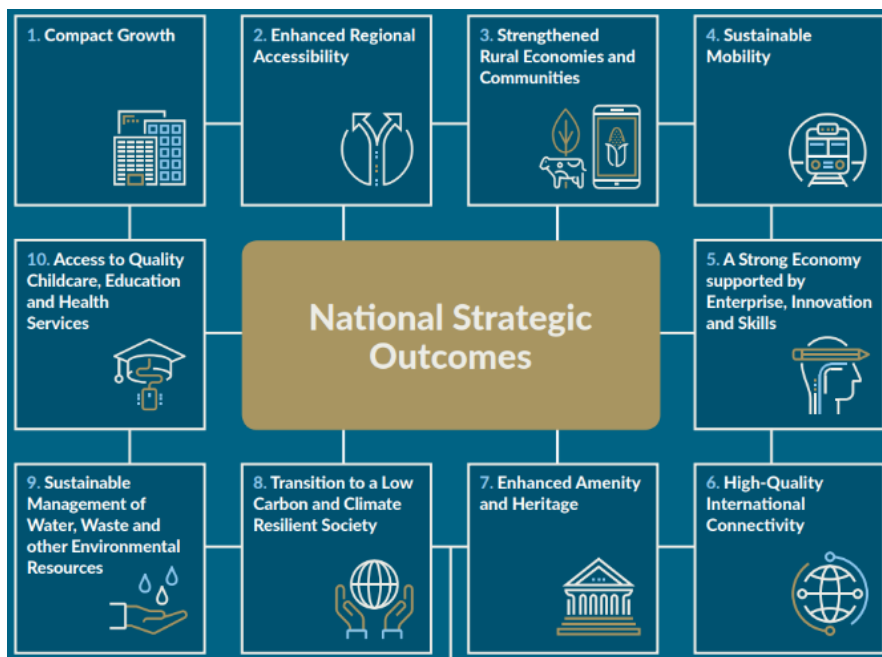 1. Compact Growth
2. Enhanced Regional
Accessibility
3. Strengthened
Rural Economies and
Communities
4. Sustainable
Mobility
10. Access to Quality
Childcare, Education
and Health
Services
National Strategic
Outcomes
5. A Strong Economy
supported by
Enterprise, Innovation
and Skills
9. Sustainable
Management of
Water, Waste and
other Environmental
Resources
8. Transition to a Low
Carbon and Climate
Resilient Society
7. Enhanced Amenity
and Heritage
6. High-Quality
International
Connectivity